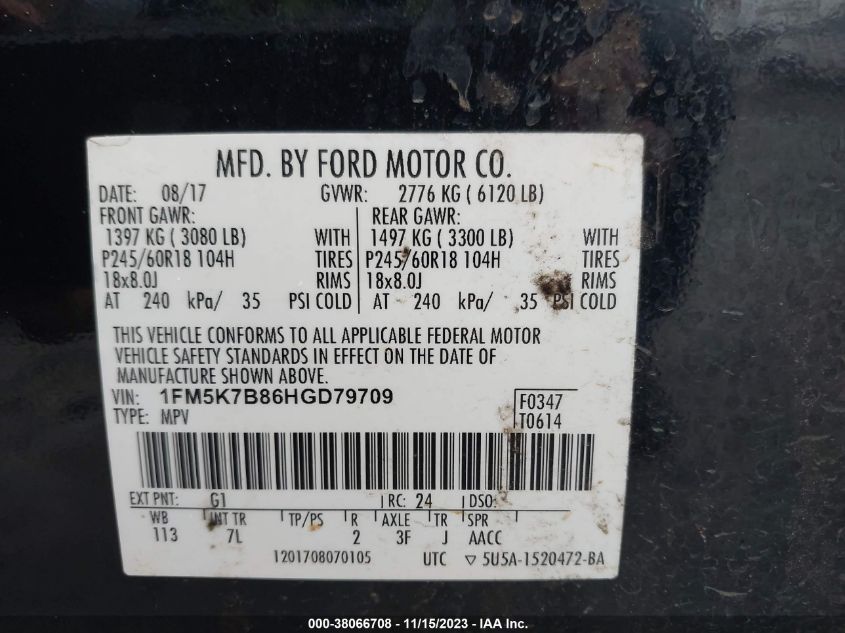 MFD. BY FORD MOTOR CO.
DATE: 08/17 GVWR: 2776 KG ( 6120 LB)
FRONT GAWR: REAR GAWR:
1397 KG ( 3080 LB) WITH 1497 KG ( 3300 LB) WITH
P245/60R18 104H TIRES P245/60R18 104H TIRES
18x8.0J RIMS 18x8.0J RIMS
AT 240 kPa/ 35 PSI COLD AT 240 kPa/ 35 PSI COLD
THIS VEHICLE CONFORMS TO ALL APPLICABLE FEDERAL MOTOR
VEHICLE SAFETY STANDARDS IN EFFECT ON THE DATE OF
MANUFACTURE SHOWN ABOVE.
VIN: 1FM5K7B86HGD79709 F0347
TYPE: MPV T0614
EXT PNT: G1 RC: 24 DSO:
WB INT TR TP/PS R AXLE TR SPR
113 7L 2 3F J AACC
1201708070105 UTC ▽ 5U5A-1520472-BA
000-38066708 - 11/15/2023 - IAA Inc.